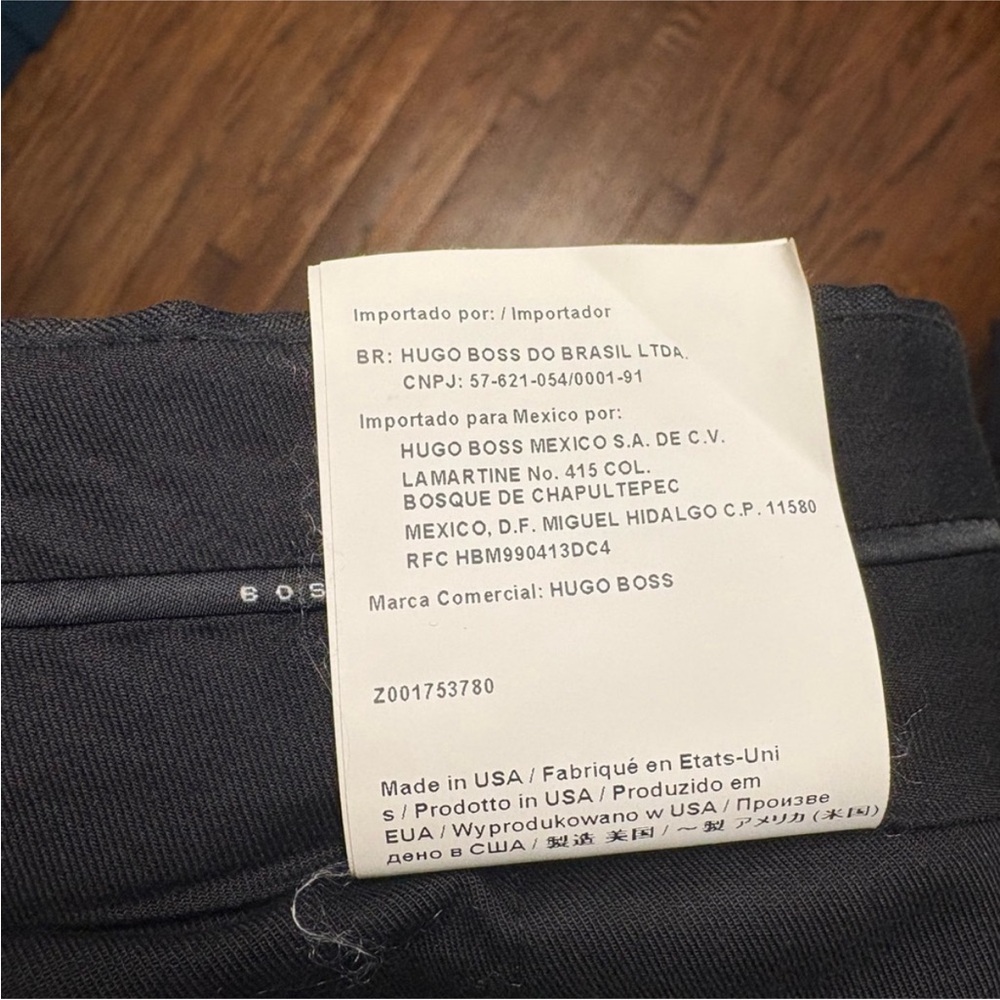 Importado por: / Importador
BR: HUGO BOSS DO BRASIL LTDA.
CNPJ: 57-621-054/0001-91
Importado para Mexico por:
HUGO BOSS MEXICO S.A. DE C.V.
LAMARTINE No. 415 COL.
BOSQUE DE CHAPULTEPEC
MEXICO, D.F. MIGUEL HIDALGO C.P. 11580
RFC HBM990413DC4
BOS
Marca Comercial: HUGO BOSS
Z001753780
Made in USA / Fabriqué en Etats-Uni
s / Prodotto in USA / Produzido em
EUA / Wyprodukowano w USA / Произве
дено в США / 製造 美国 / ～製 アメリカ (米国)